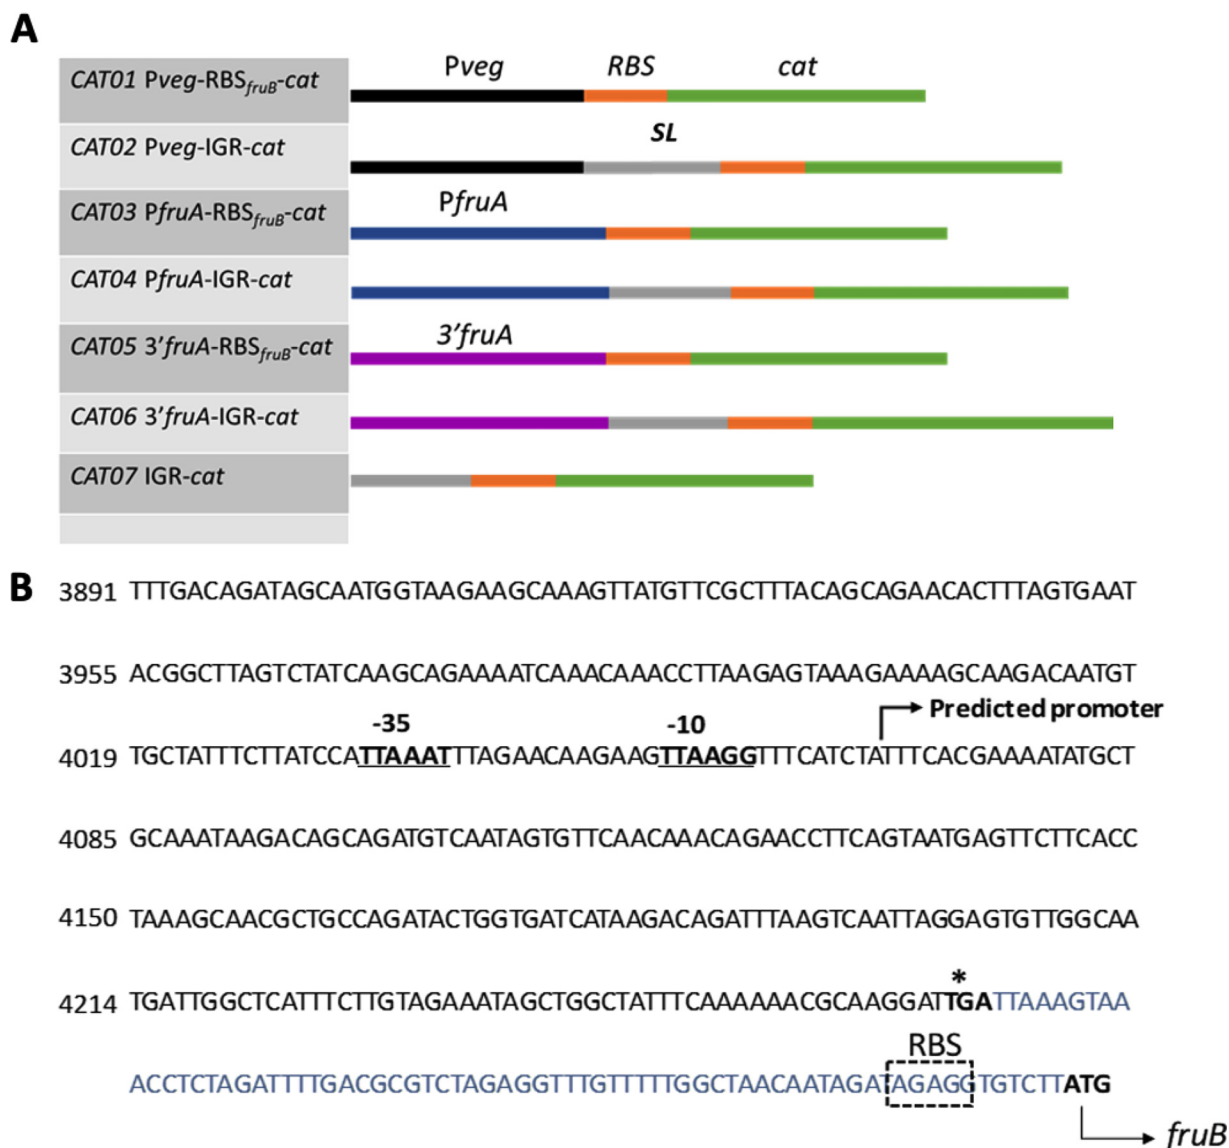 A
CAT01 Pveg-RBSfruB-cat
Pveg RBS cat
CAT02 Pveg-IGR-cat
SL
CAT03 PfruA-RBSfruB-cat
PfruA
CAT04 PfruA-IGR-cat
CAT05 3'fruA-RBSfruB-cat
3'fruA
CAT06 3'fruA-IGR-cat
CAT07 IGR-cat
B
3891 TTTGACAGATAGCAATGGTAAGAAGCAAAGTTATGTTCGCTTTACAGCAGAACACTTTAGTGAAT
3955 ACGGCTTAGTCTATCAAGCAGAAAATCAAACAAACCTTAAGAGTAAAGAAAAGCAAGACAATGT
-35 -10 Predicted promoter
4019 TGCTATTTCTTATCCATTAAATTTAGAACAAGAAGTTAAGGTTTCATCTATTTCACGAAAATATGCT
4085 GCAAATAAGACAGCAGATGTCAATAGTGTTCAACAAACAGAACCTTCAGTAATGAGTTCTTCACC
4150 TAAAGCAACGCTGCCAGATACTGGTGATCATAAGACAGATTTAAGTCAATTAGGAGTGTTGGCAA
*
4214 TGATTGGCTCATTTCTTGTAGAAATAGCTGGCTATTTCAAAAAACGCAAGGATTGATTAAAGTAA
RBS
ACCTCTAGATTTTGACGCGTCTAGAGGTTTGTTTTTGGCTAACAATAGATAGAGGTGTCTTATG
fruB